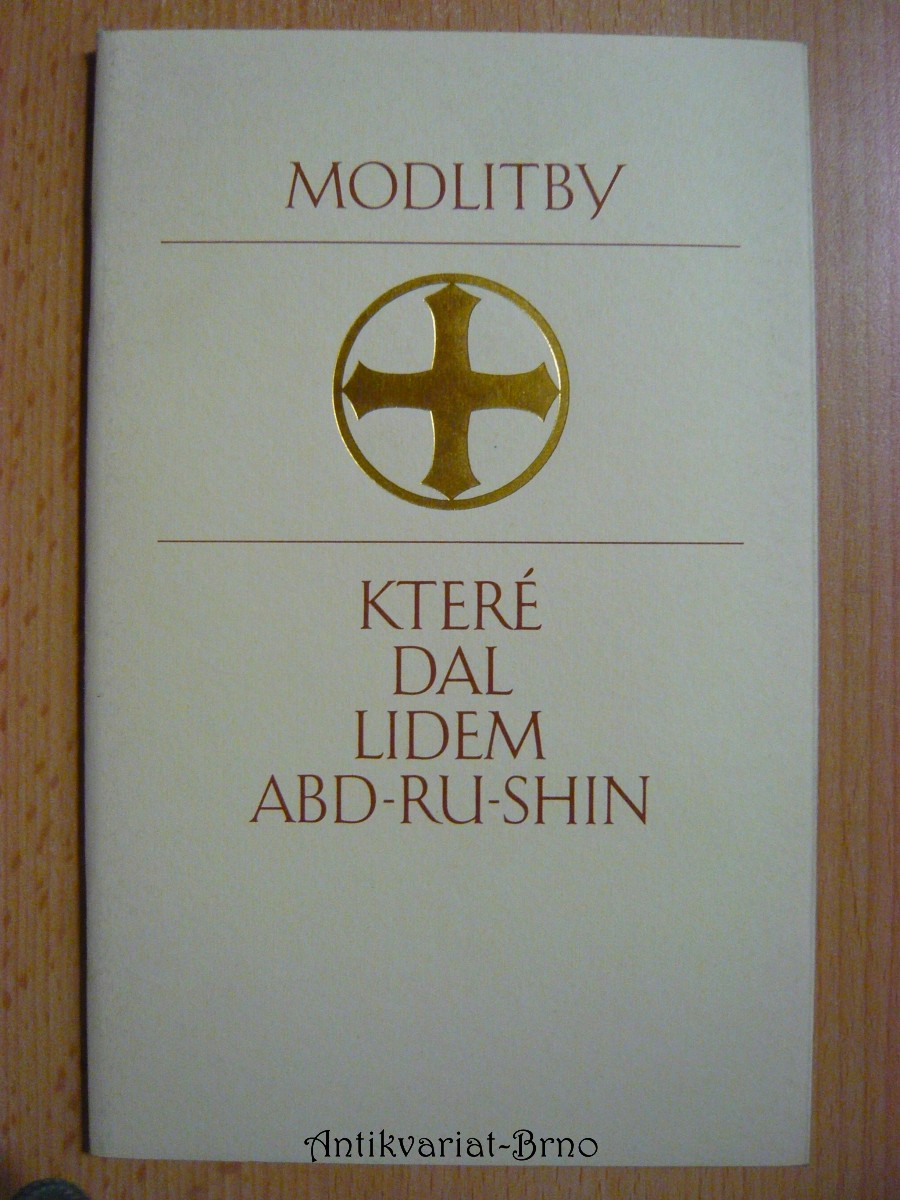 MODLITBY
KTERÉ
DAL
LIDEM
ABD-RU-SHIN
Antikvariat-Brno